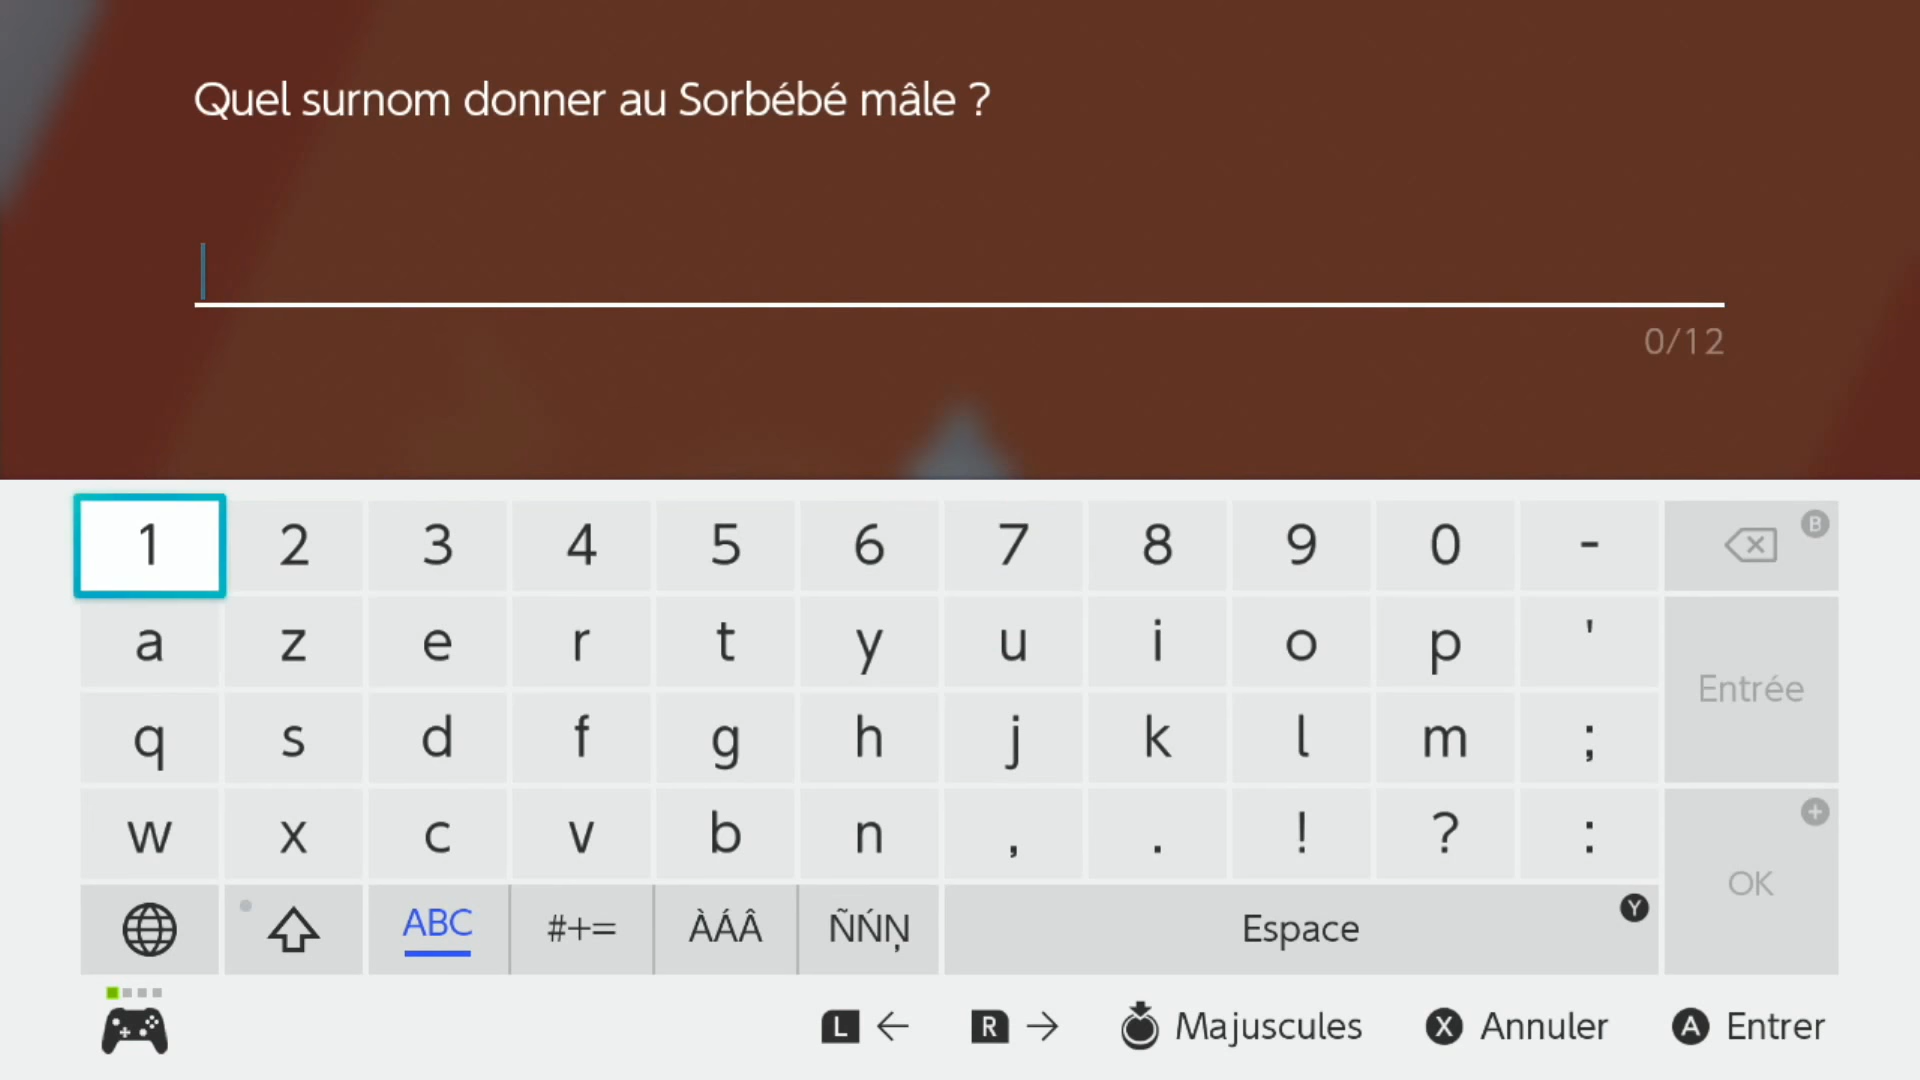 Quel surnom donner au Sorbébé mâle ?
0/12
1 2 3 4 5 6 7 8 9 0 - B
a z e r t y u i o p '
Entrée
q s d f g h j k l m ;
w x c v b n , . ! ? : +
OK
ABC #+= ÀÁÂ ÑŃŅ Espace Y
L ← R → Majuscules X Annuler A Entrer